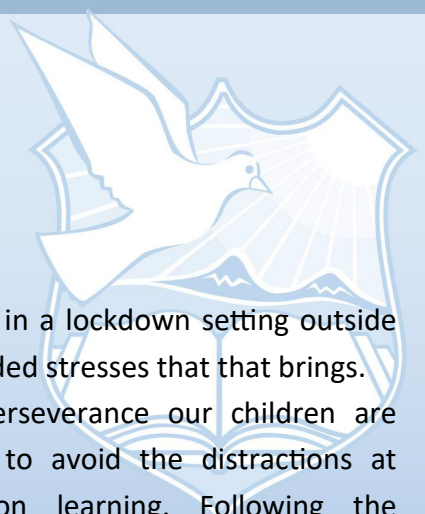 in a lockdown setting outside
ded stresses that that brings.
erseverance our children are
to avoid the distractions at
on learning. Following the